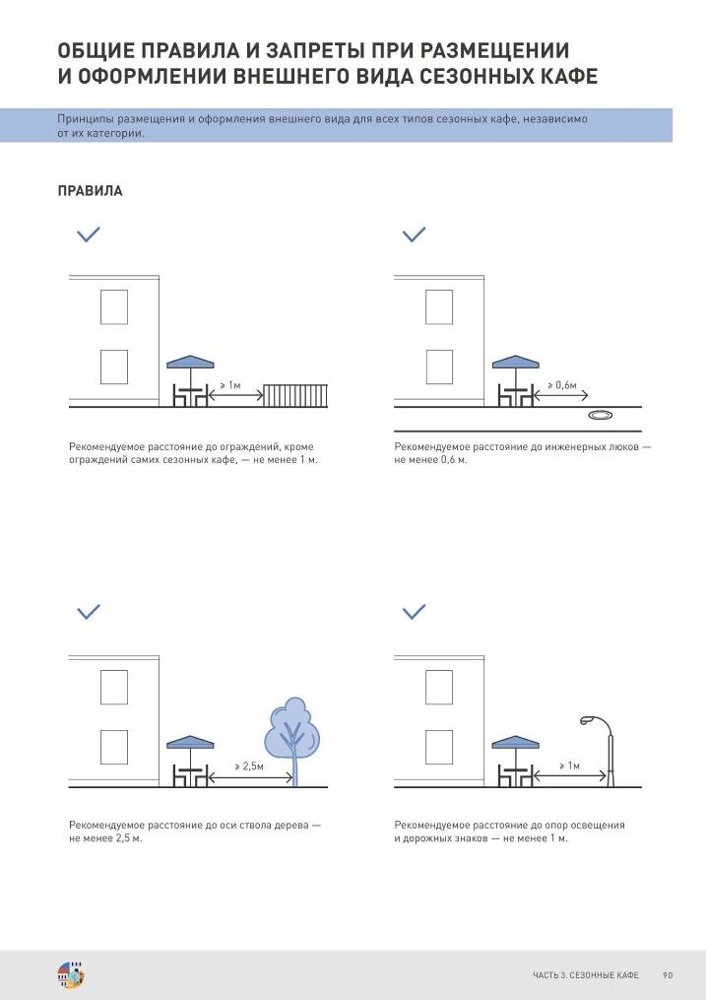 ОБЩИЕ ПРАВИЛА И ЗАПРЕТЫ ПРИ РАЗМЕЩЕНИИ
И ОФОРМЛЕНИИ ВНЕШНЕГО ВИДА СЕЗОННЫХ КАФЕ
Принципы размещения и оформления внешнего вида для всех типов сезонных кафе, независимо
от их категории.
ПРАВИЛА
⩾ 1м
Рекомендуемое расстояние до ограждений, кроме
ограждений самих сезонных кафе, — не менее 1 м.
⩾ 0,6м
Рекомендуемое расстояние до инженерных люков —
не менее 0,6 м.
⩾ 2,5м
Рекомендуемое расстояние до оси ствола дерева —
не менее 2,5 м.
⩾ 1м
Рекомендуемое расстояние до опор освещения
и дорожных знаков — не менее 1 м.
ЧАСТЬ 3. СЕЗОННЫЕ КАФЕ 90